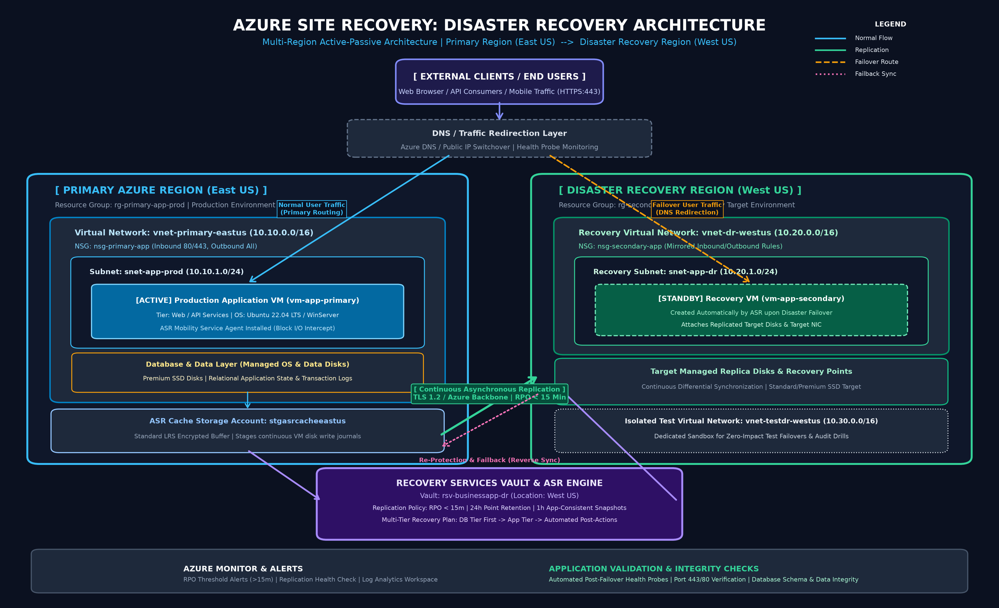 AZURE SITE RECOVERY: DISASTER RECOVERY ARCHITECTURE
Multi-Region Active-Passive Architecture | Primary Region (East US) --> Disaster Recovery Region (West US)
LEGEND
Normal Flow
Replication
Failover Route
Failback Sync
[ EXTERNAL CLIENTS / END USERS ]
Web Browser / API Consumers / Mobile Traffic (HTTPS:443)
DNS / Traffic Redirection Layer
Azure DNS / Public IP Switchover | Health Probe Monitoring
[ PRIMARY AZURE REGION (East US) ]
Resource Group: rg-primary-app-prod | Production Environment
Normal User Traffic
(Primary Routing)
Virtual Network: vnet-primary-eastus (10.10.0.0/16)
NSG: nsg-primary-app (Inbound 80/443, Outbound All)
Subnet: snet-app-prod (10.10.1.0/24)
[ACTIVE] Production Application VM (vm-app-primary)
Tier: Web / API Services | OS: Ubuntu 22.04 LTS / WinServer
ASR Mobility Service Agent Installed (Block I/O Intercept)
Database & Data Layer (Managed OS & Data Disks)
Premium SSD Disks | Relational Application State & Transaction Logs
ASR Cache Storage Account: stgasrcacheeastus
Standard LRS Encrypted Buffer | Stages continuous VM disk write journals
[ DISASTER RECOVERY REGION (West US) ]
Resource Group: Target Environment
Failover User Traffic
(DNS Redirection)
Recovery Virtual Network: vnet-dr-westus (10.20.0.0/16)
NSG: nsg-secondary-app (Mirrored Inbound/Outbound Rules)
Recovery Subnet: snet-app-dr (10.20.1.0/24)
[STANDBY] Recovery VM (vm-app-secondary)
Created Automatically by ASR upon Disaster Failover
Attaches Replicated Target Disks & Target NIC
Target Managed Replica Disks & Recovery Points
Continuous Differential Synchronization | Standard/Premium SSD Target
Isolated Test Virtual Network: vnet-testdr-westus (10.30.0.0/16)
Dedicated Sandbox for Zero-Impact Test Failovers & Audit Drills
[ Continuous Asynchronous Replication ]
TLS 1.2 / Azure Backbone | RPO < 15 Min
Re-Protection & Failback (Reverse Sync)
RECOVERY SERVICES VAULT & ASR ENGINE
Vault: rsv-businessapp-dr (Location: West US)
Replication Policy: RPO < 15m | 24h Point Retention | 1h App-Consistent Snapshots
Multi-Tier Recovery Plan: DB Tier First -> App Tier -> Automated Post-Actions
AZURE MONITOR & ALERTS
RPO Threshold Alerts (>15m) | Replication Health Check | Log Analytics Workspace
APPLICATION VALIDATION & INTEGRITY CHECKS
Automated Post-Failover Health Probes | Port 443/80 Verification | Database Schema & Data Integrity